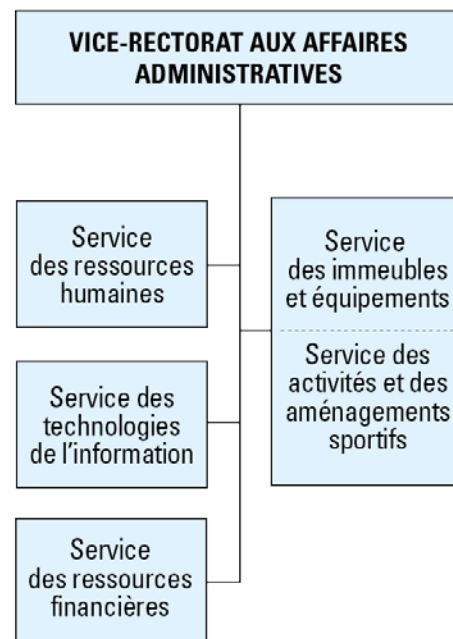 VICE-RECTORAT AUX AFFAIRES
ADMINISTRATIVES
Service
des ressources
humaines
Service des
technologies
de l'information
Service
des ressources
financières
Service
des immeubles
et équipements
Service des
activités et des
aménagements
sportifs